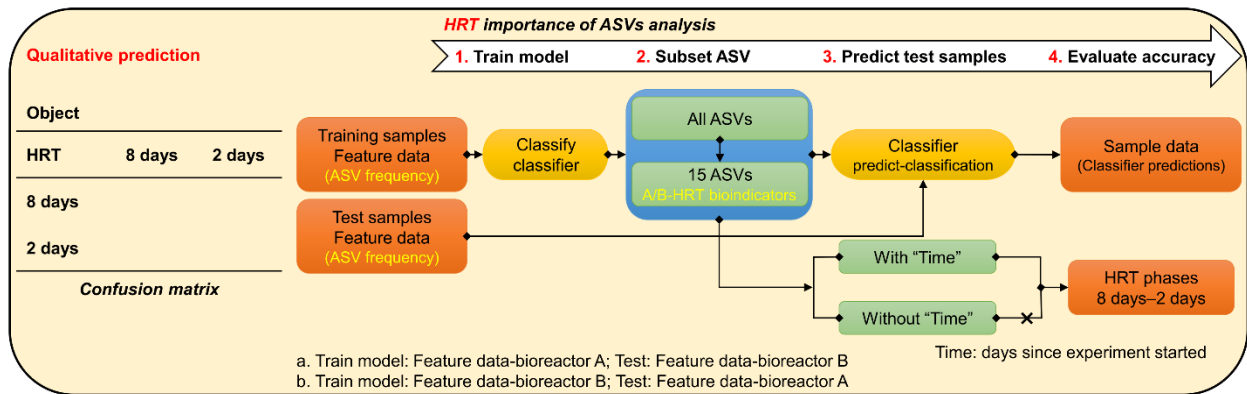 HRT importance of ASVs analysis
Qualitative prediction
1. Train model 2. Subset ASV 3. Predict test samples 4. Evaluate accuracy
Object
HRT 8 days 2 days
8 days
2 days
Confusion matrix
Training samples
Feature data
(ASV frequency)
Classify
classifier
All ASVs
15 ASVs
A/B-HRT bioindicators
Classifier
predict-classification
Sample data
(Classifier predictions)
Test samples
Feature data
(ASV frequency)
With “Time”
Without “Time”
HRT phases
8 days–2 days
Time: days since experiment started
a. Train model: Feature data-bioreactor A; Test: Feature data-bioreactor B
b. Train model: Feature data-bioreactor B; Test: Feature data-bioreactor A